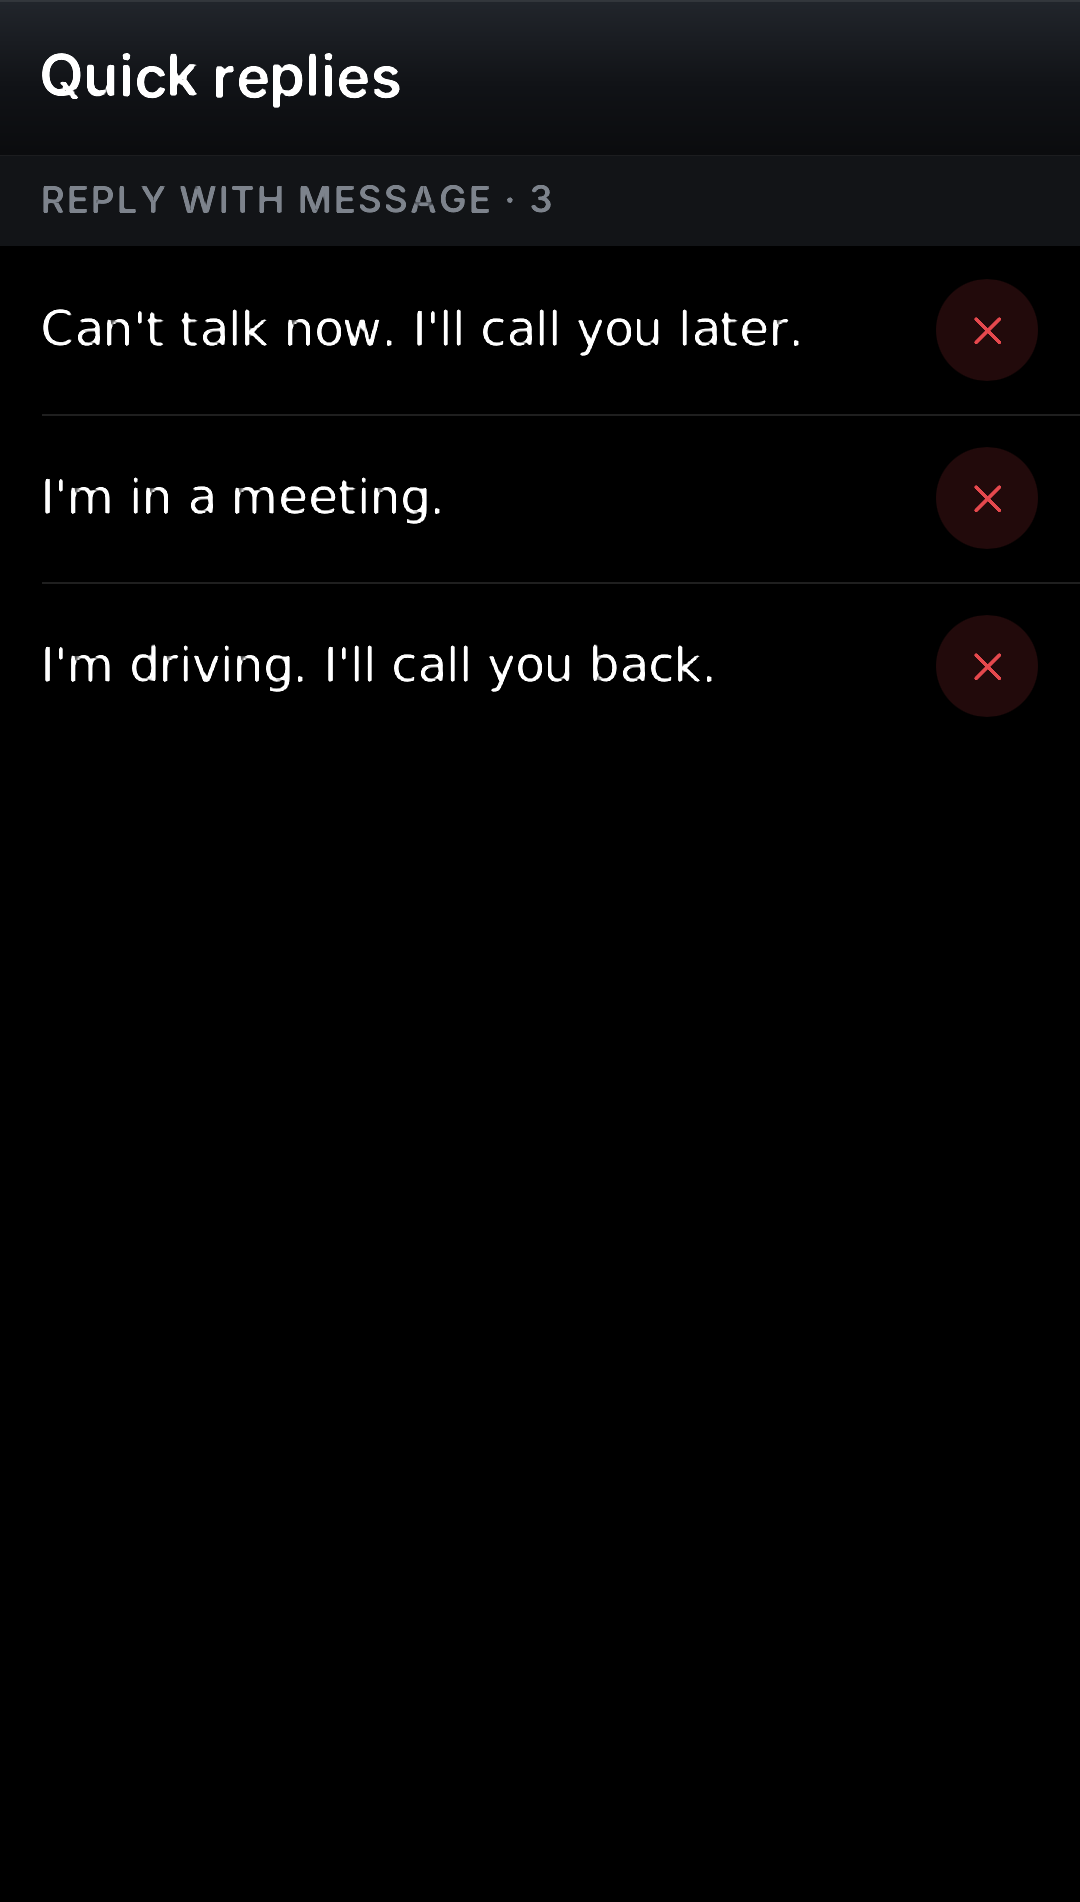 Quick replies
REPLY WITH MESSAGE · 3
Can't talk now. I'll call you later.
I'm in a meeting.
I'm driving. I'll call you back.